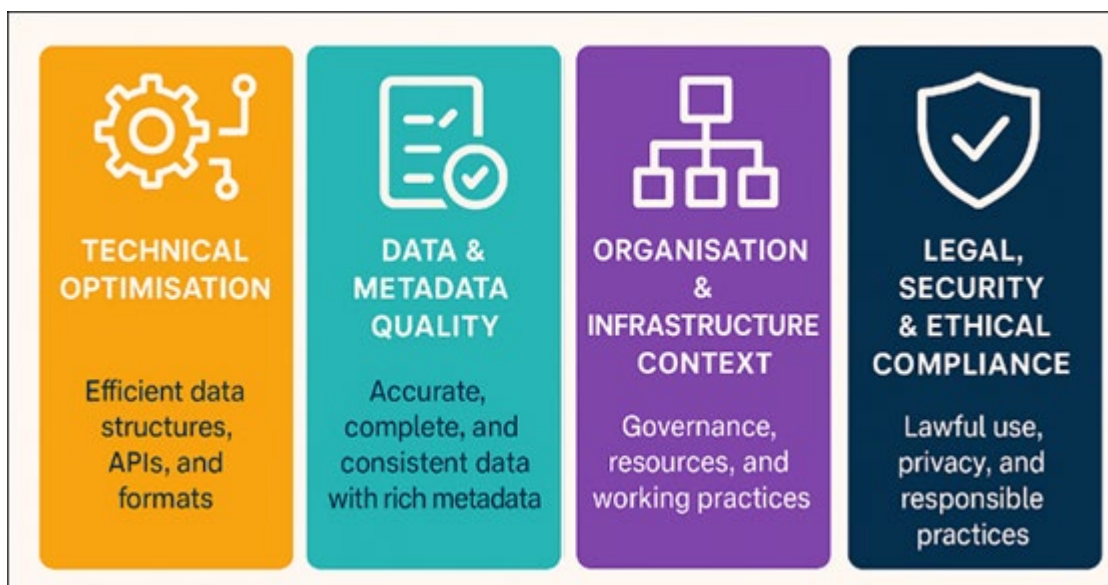 TECHNICAL
OPTIMISATION
Efficient data
structures,
APIs, and
formats
DATA &
METADATA
QUALITY
Accurate,
complete, and
consistent data
with rich metadata
ORGANISATION
&
INFRASTRUCTURE
CONTEXT
Governance,
resources, and
working practices
LEGAL,
SECURITY
& ETHICAL
COMPLIANCE
Lawful use,
privacy, and
responsible
practices